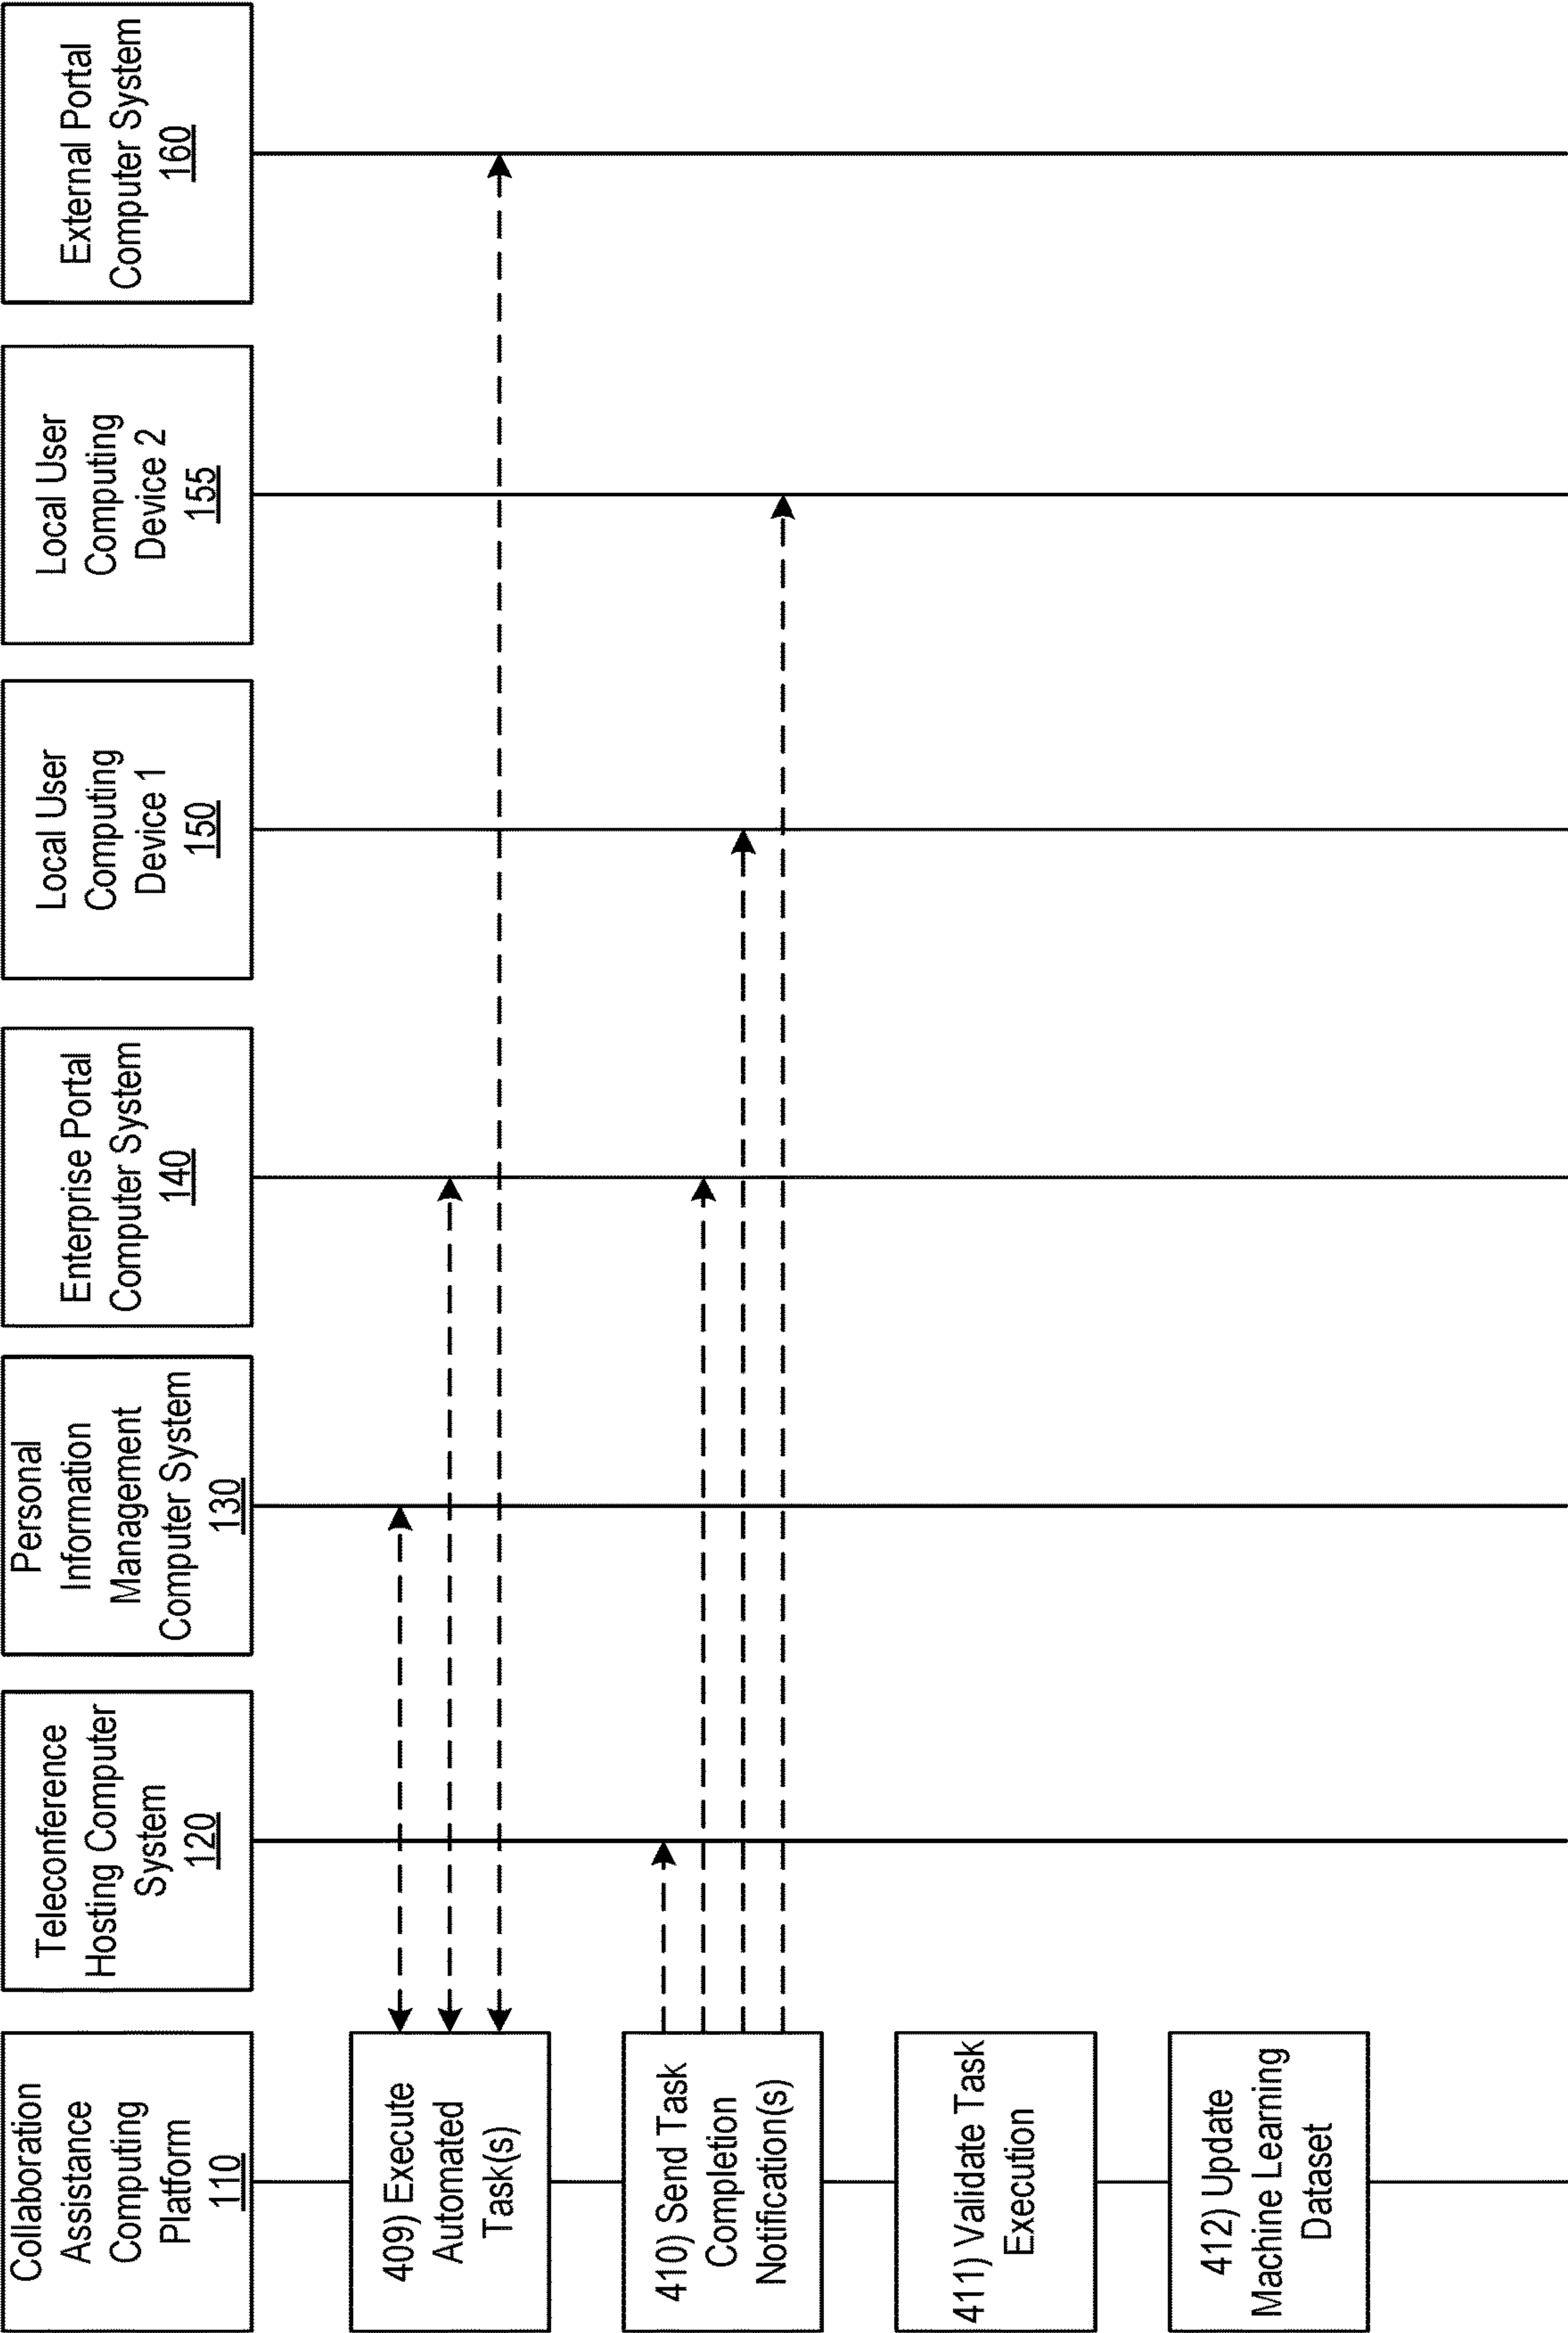 Collaboration
Assistance
Computing
Platform
110
Teleconference
Hosting Computer
System
120
Personal
Information
Management
Computer System
130
Enterprise Portal
Computer System
140
Local User
Computing
Device 1
150
Local User
Computing
Device 2
155
External Portal
Computer System
160
409) Execute
Automated
Task(s)
410) Send Task
Completion
Notification(s)
411) Validate Task
Execution
412) Update
Machine Learning
Dataset